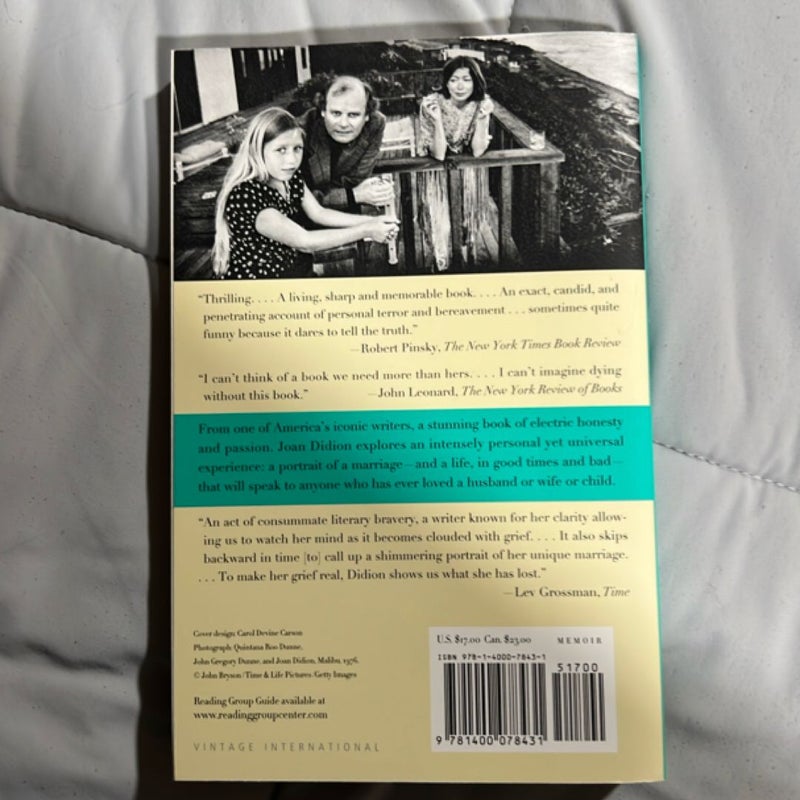 “Thrilling. . . . A living, sharp and memorable book. . . . An exact, candid, and
penetrating account of personal terror and bereavement . . . sometimes quite
funny because it dares to tell the truth.”
—Robert Pinsky, The New York Times Book Review
“I can’t think of a book we need more than hers. . . . I can’t imagine dying
without this book.” —John Leonard, The New York Review of Books
From one of America’s iconic writers, a stunning book of electric honesty
and passion. Joan Didion explores an intensely personal yet universal
experience: a portrait of a marriage—and a life, in good times and bad—
that will speak to anyone who has ever loved a husband or wife or child.
“An act of consummate literary bravery, a writer known for her clarity allow-
ing us to watch her mind as it becomes clouded with grief. . . . It also skips
backward in time [to] call up a shimmering portrait of her unique marriage.
. . . To make her grief real, Didion shows us what she has lost.”
—Lev Grossman, Time
Cover design: Carol Devine Carson
Photograph: Quintana Roo Dunne,
John Gregory Dunne, and Joan Didion, Malibu, 1976.
© John Bryson/Time & Life Pictures/Getty Images
Reading Group Guide available at
www.readinggroupcenter.com
VINTAGE INTERNATIONAL
U.S. $17.00 Can. $23.00 MEMOIR
ISBN 978-1-4000-7843-1
51700
9 781400 078431